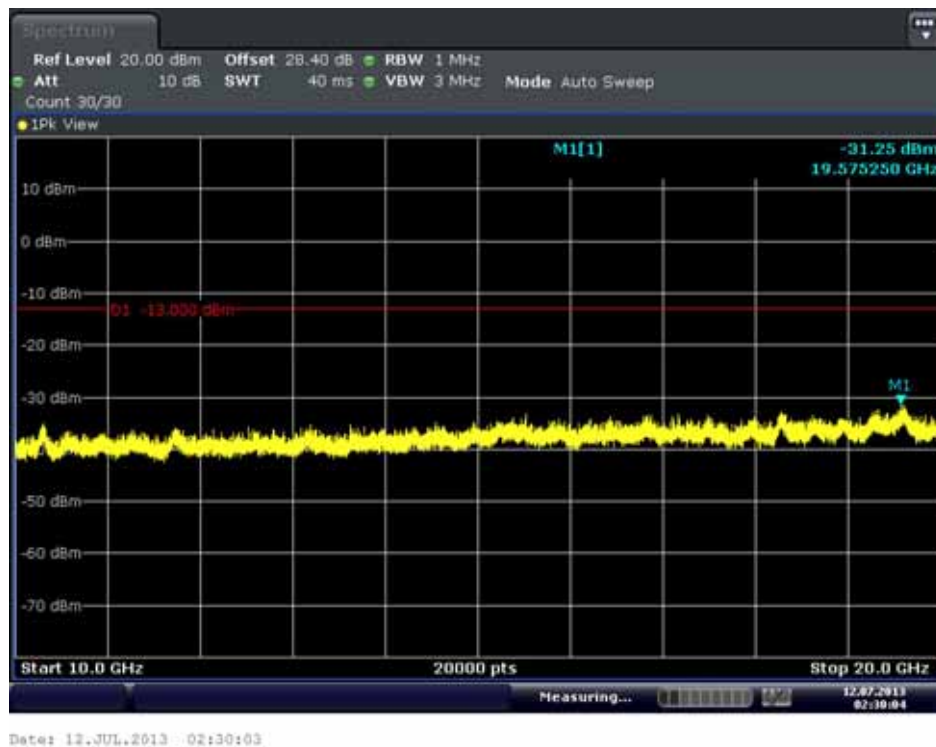 Spectrum
Ref Level 20.00 dBm Offset 28.40 dB RBW 1 MHz
Att 10 dB SWT 40 ms VBW 3 MHz Mode Auto Sweep
Count 30/30
1Pk View
M1[1] -31.25 dBm
19.575250 GHz
10 dBm
0 dBm
-10 dBm
D1 -13.000 dBm
-20 dBm
M1
-30 dBm
-50 dBm
-60 dBm
-70 dBm
Start 10.0 GHz 20000 pts Stop 20.0 GHz
Measuring... 12.07.2013
02:30:04
Date: 12.JUL.2013 02:30:03